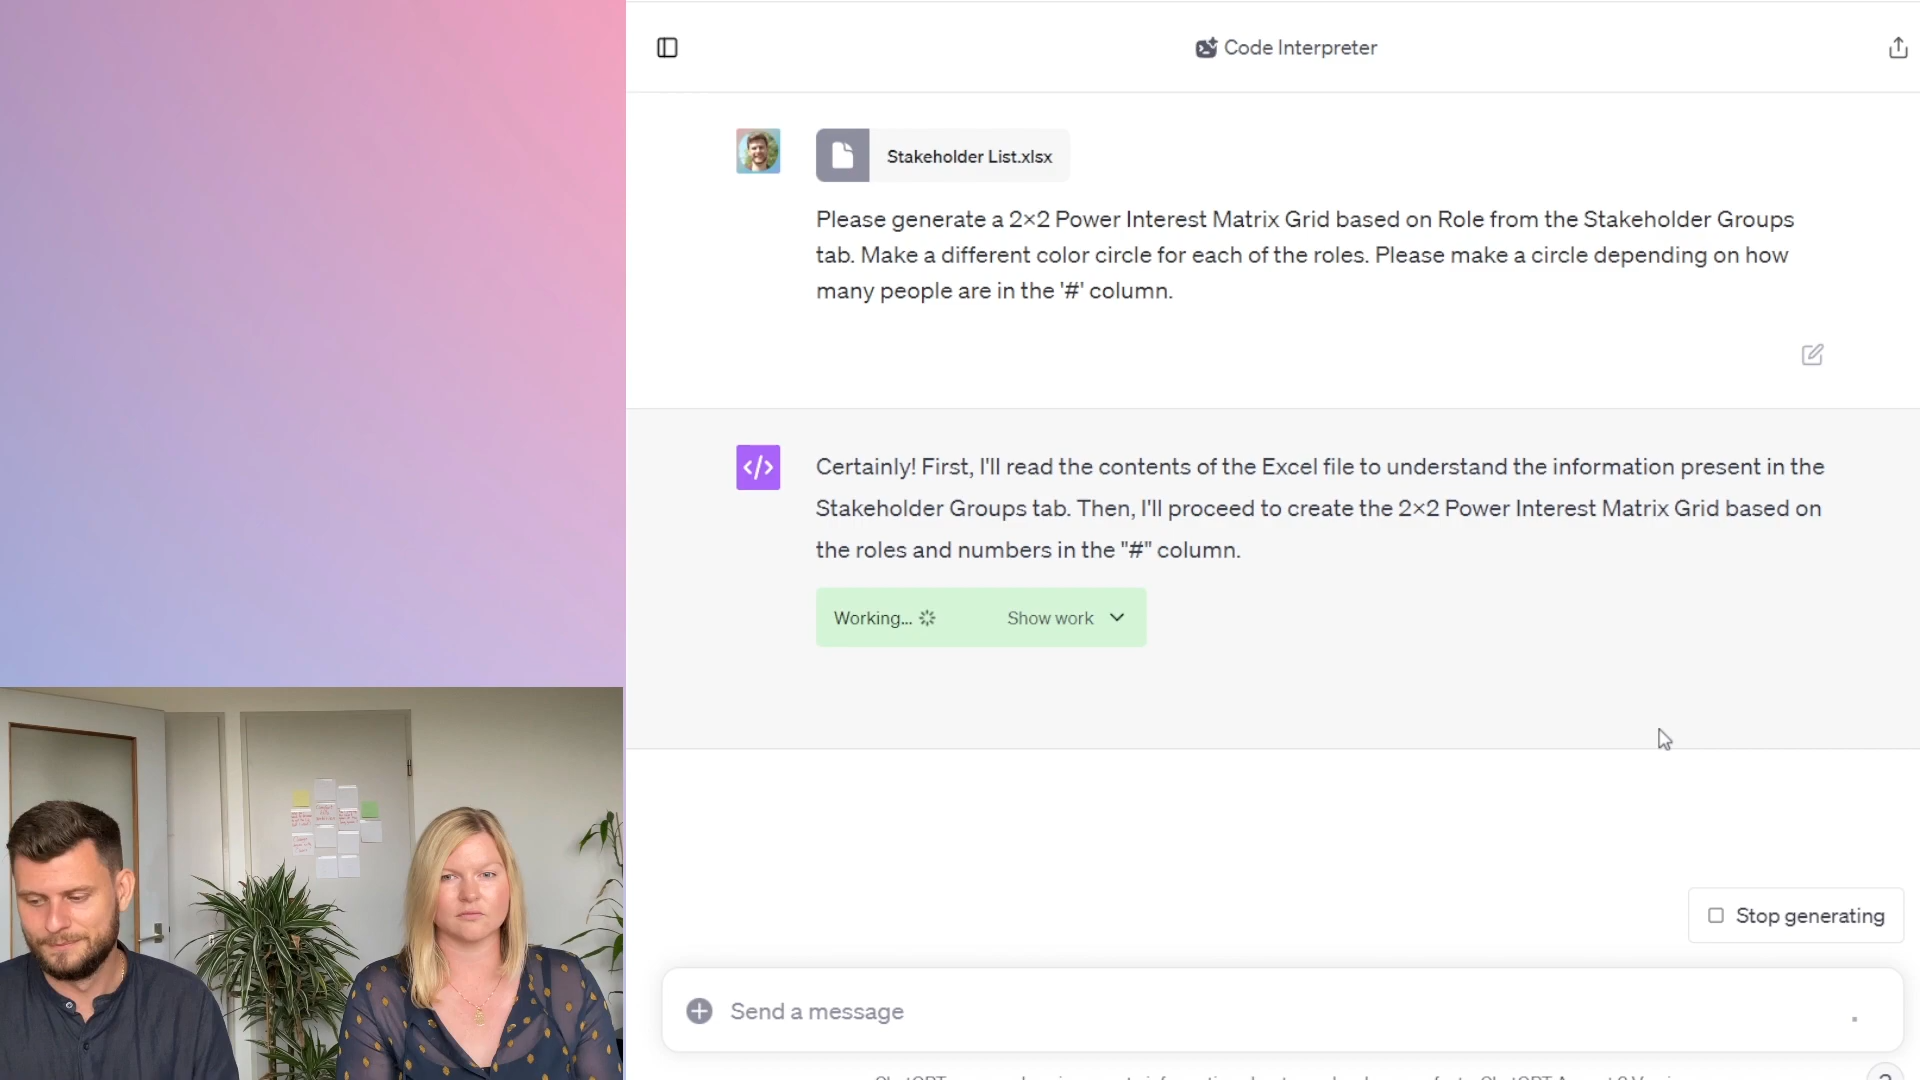 Code Interpreter
Stakeholder List.xlsx
Please generate a 2×2 Power Interest Matrix Grid based on Role from the Stakeholder Groups
tab. Make a different color circle for each of the roles. Please make a circle depending on how
many people are in the '#' column.
Certainly! First, I'll read the contents of the Excel file to understand the information present in the
Stakeholder Groups tab. Then, I'll proceed to create the 2×2 Power Interest Matrix Grid based on
the roles and numbers in the "#" column.
Working... Show work
Stop generating
Send a message